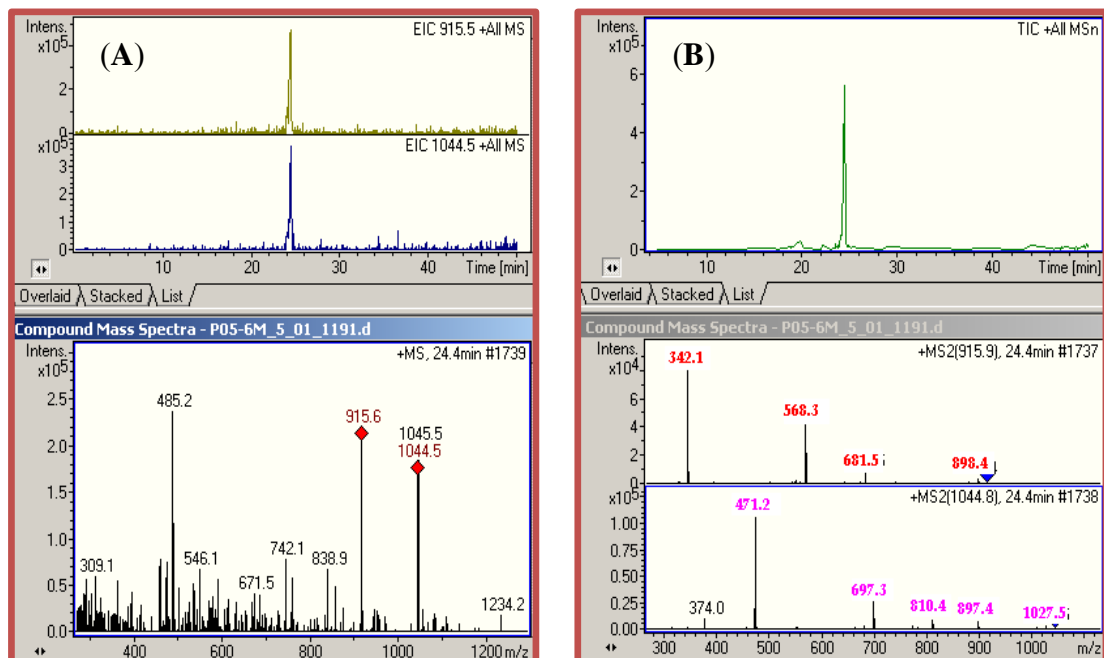 (A)
Intens.
x10⁵
EIC 915.5 +All MS
2
0
x10⁵
EIC 1044.5 +All MS
3
2
1
0
10 20 30 40 Time [min]
Overlaid Stacked List
Compound Mass Spectra - P05-6M_5_01_1191.d
Intens.
x10⁵
+MS, 24.4min #1739
2.5
2.0
1.5
1.0
0.5
0.0
485.2
915.6
1045.5
1044.5
309.1
546.1
671.5
742.1
838.9
1234.2
400 600 800 1000 1200 m/z
(B)
Intens.
x10⁵
TIC +All MSn
6
4
2
0
10 20 30 40 Time [min]
Overlaid Stacked List
Compound Mass Spectra - P05-6M_5_01_1191.d
Intens.
x10⁴
+MS2(915.9), 24.4min #1737
8
6
4
2
0
342.1
568.3
681.5
898.4
x10⁵
+MS2(1044.8), 24.4min #1738
1.00
0.75
0.50
0.25
0.00
471.2
374.0
697.3
810.4
897.4
1027.5
300 400 500 600 700 800 900 1000 m/z